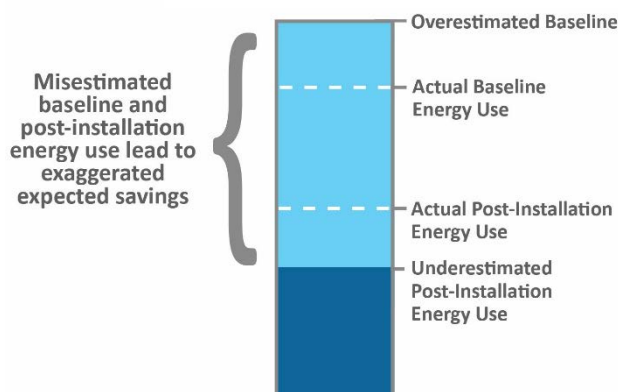 Overestimated Baseline
Misestimated
baseline and
post-installation
energy use lead to
exaggerated
expected savings
Actual Baseline
Energy Use
Actual Post-Installation
Energy Use
Underestimated
Post-Installation
Energy Use